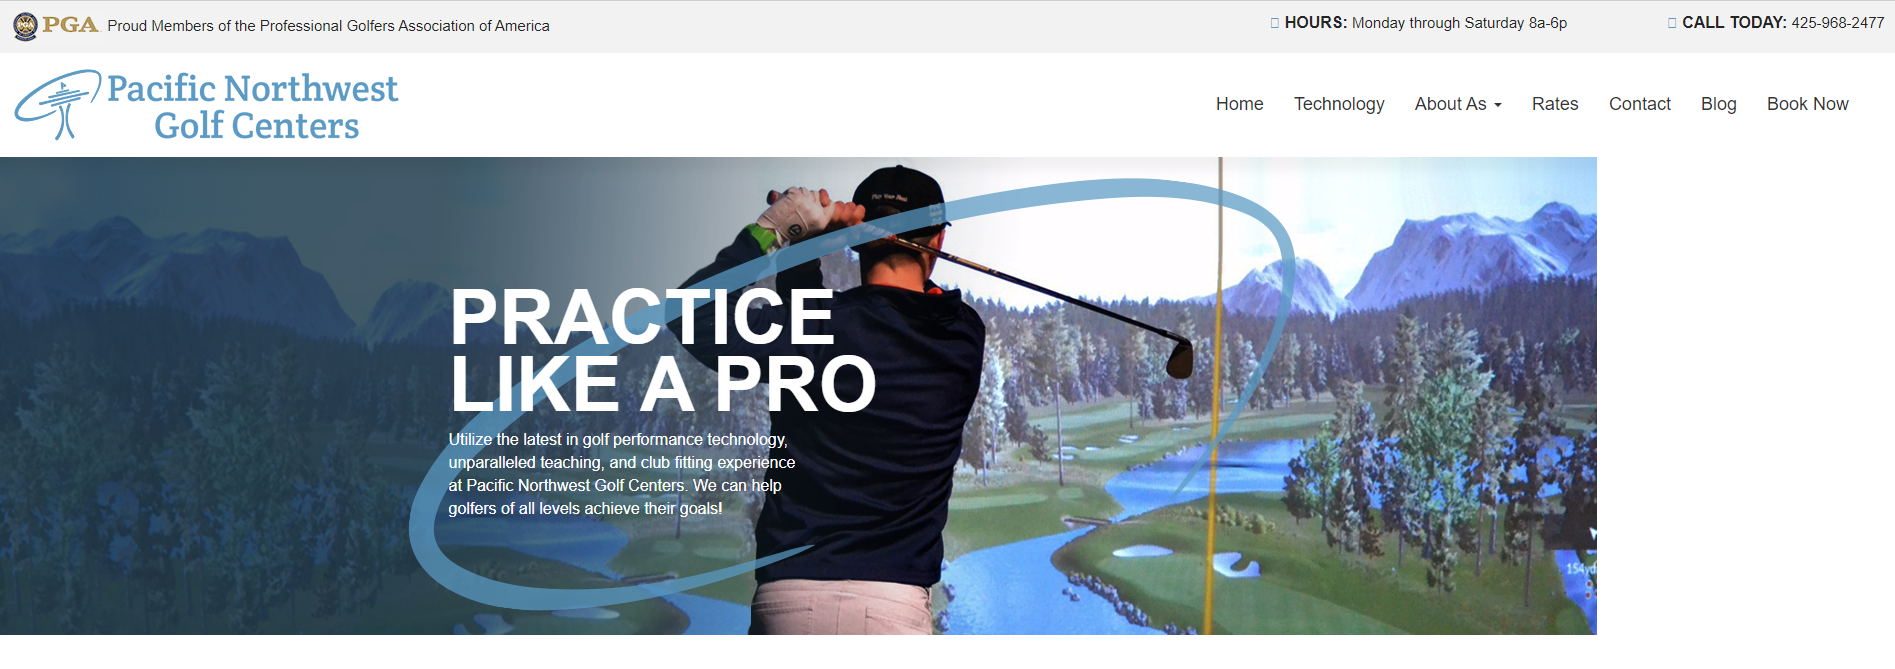 PGA Proud Members of the Professional Golfers Association of America
HOURS: Monday through Saturday 8a-6p
CALL TODAY: 425-968-2477
Pacific Northwest
Golf Centers
Home Technology About As Rates Contact Blog Book Now
Play Your Best
PRACTICE
LIKE A PRO
Utilize the latest in golf performance technology,
unparalleled teaching, and club fitting experience
at Pacific Northwest Golf Centers. We can help
golfers of all levels achieve their goals!
154yd